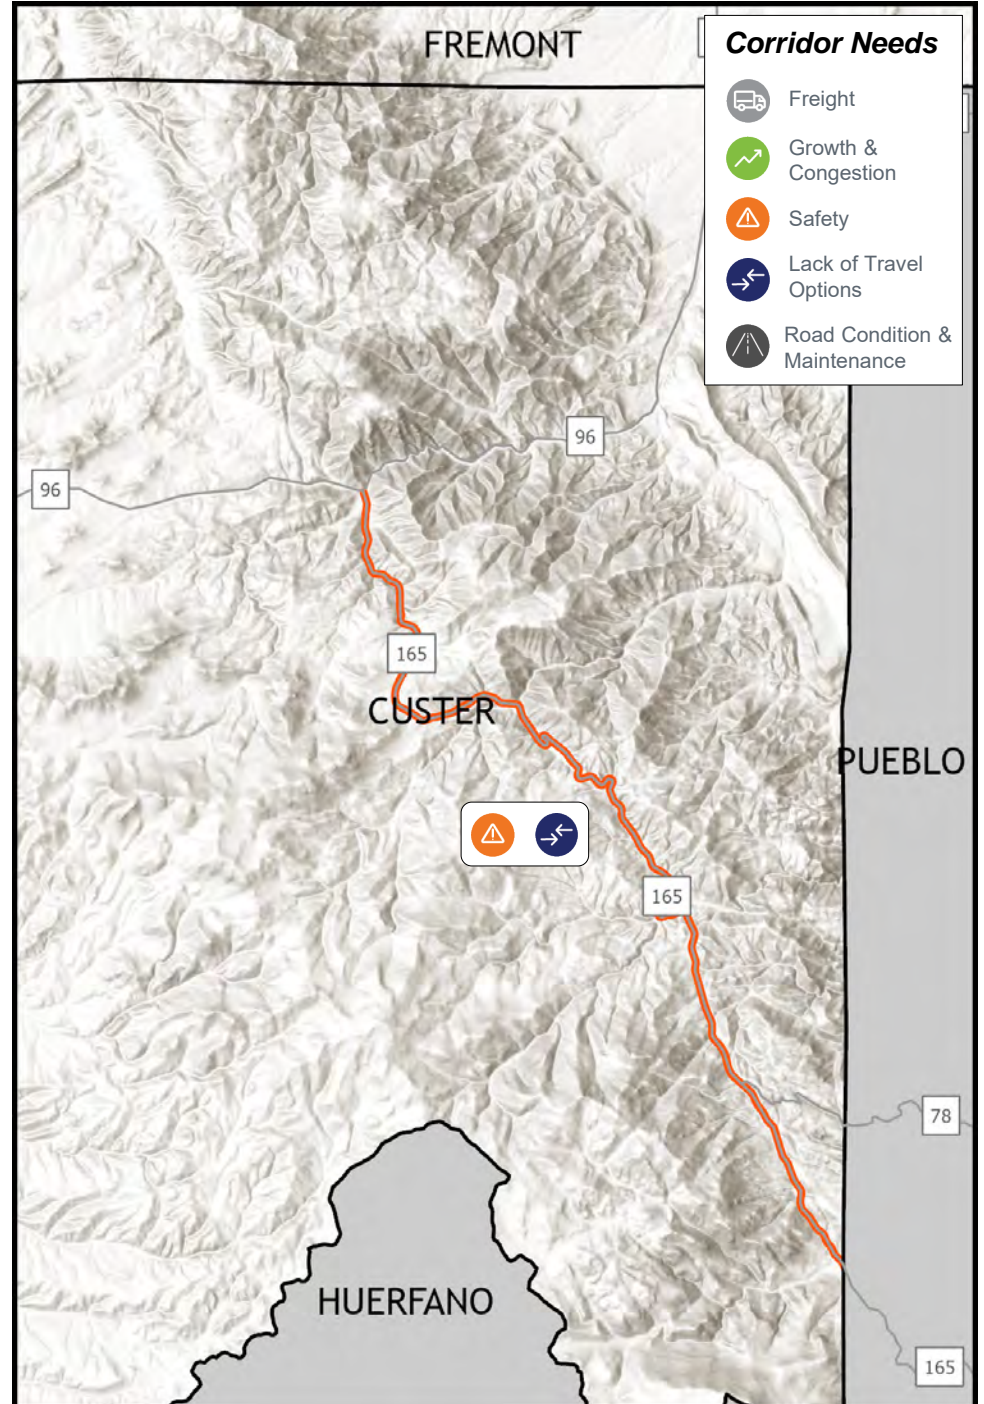 FREMONT
Corridor Needs
Freight
Growth &
Congestion
Safety
Lack of Travel
Options
Road Condition &
Maintenance
96
96
165
CUSTER
PUEBLO
165
78
HUERFANO
165